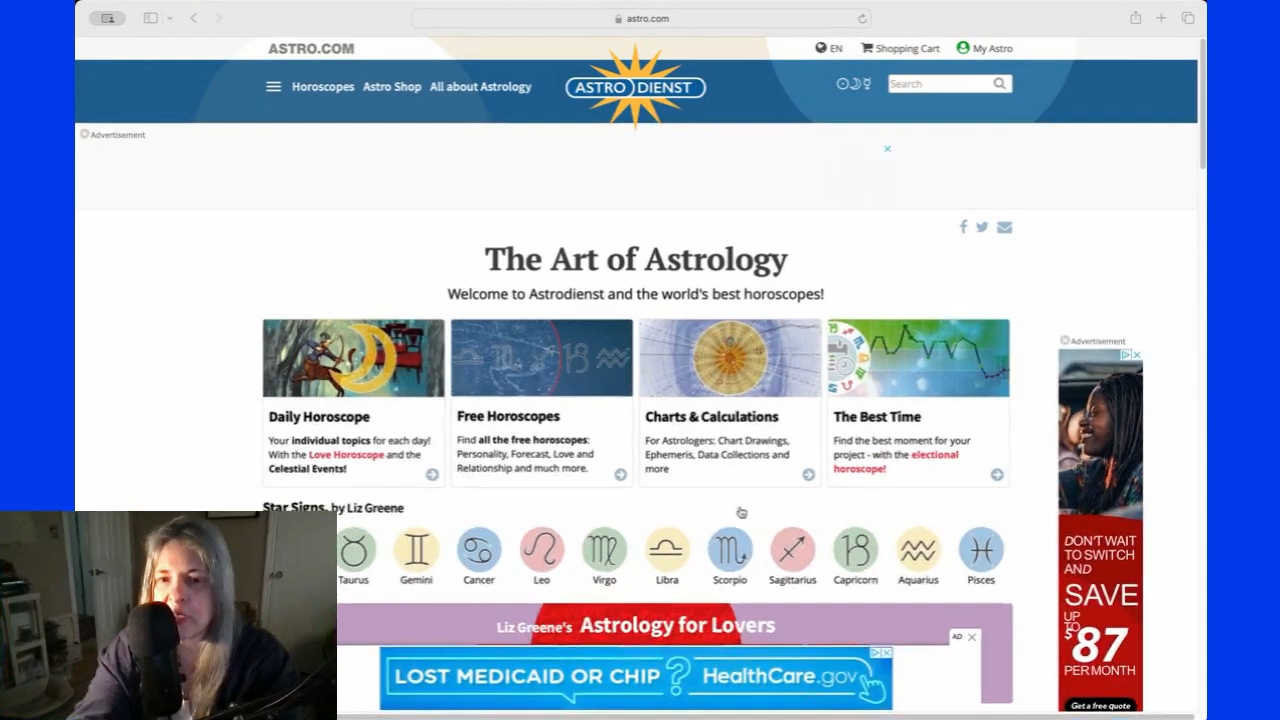 astro.com
ASTRO.COM
EN
Shopping Cart
My Astro
Horoscopes
Astro Shop
All about Astrology
ASTRO DIENST
Search
Advertisement
The Art of Astrology
Welcome to Astrodienst and the world's best horoscopes!
Daily Horoscope
Your individual topics for each day!
With the Love Horoscope and the
Celestial Events!
Free Horoscopes
Find all the free horoscopes:
Personality, Forecast, Love and
Relationship and much more.
Charts & Calculations
For Astrologers: Chart Drawings,
Ephemeris, Data Collections and
more
The Best Time
Find the best moment for your
project - with the electional
horoscope!
Star Signs, by Liz Greene
Taurus
Gemini
Cancer
Leo
Virgo
Libra
Scorpio
Sagittarius
Capricorn
Aquarius
Pisces
Liz Greene's Astrology for Lovers
AD
LOST MEDICAID OR CHIP ? HealthCare.gov
Advertisement
DON'T WAIT
TO SWITCH
AND
SAVE
UP
TO
$87
PER MONTH
Get a free quote